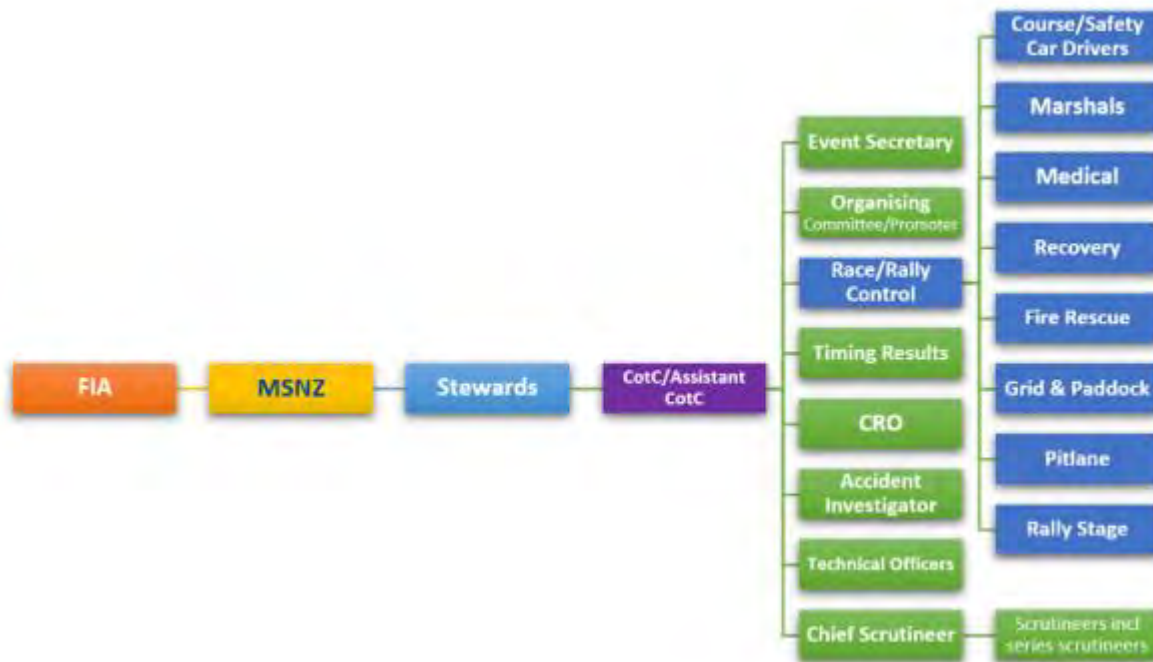 FIA
MSNZ
Stewards
CotC/Assistant
CotC
Event Secretary
Organising
Committee/Promoter
Race/Rally
Control
Timing Results
CRO
Accident
Investigator
Technical Officers
Chief Scrutineer
Course/Safety
Car Drivers
Marshals
Medical
Recovery
Fire Rescue
Grid & Paddock
Pitlane
Rally Stage
Scrutineers incl
series scrutineers